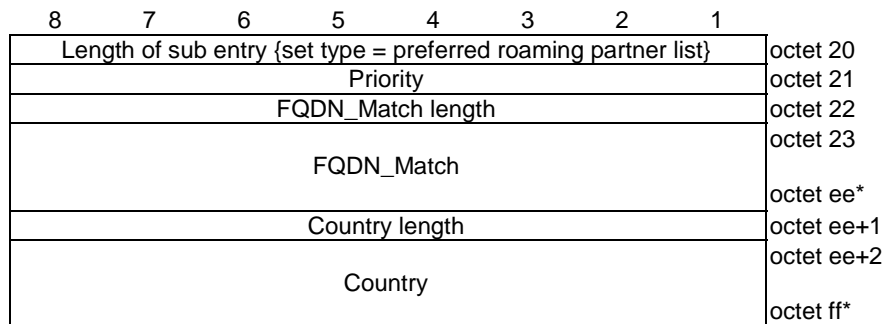 8 7 6 5 4 3 2 1
Length of sub entry {set type = preferred roaming partner list} octet 20
Priority octet 21
FQDN_Match length octet 22
octet 23
FQDN_Match
octet ee*
Country length octet ee+1
octet ee+2
Country
octet ff*